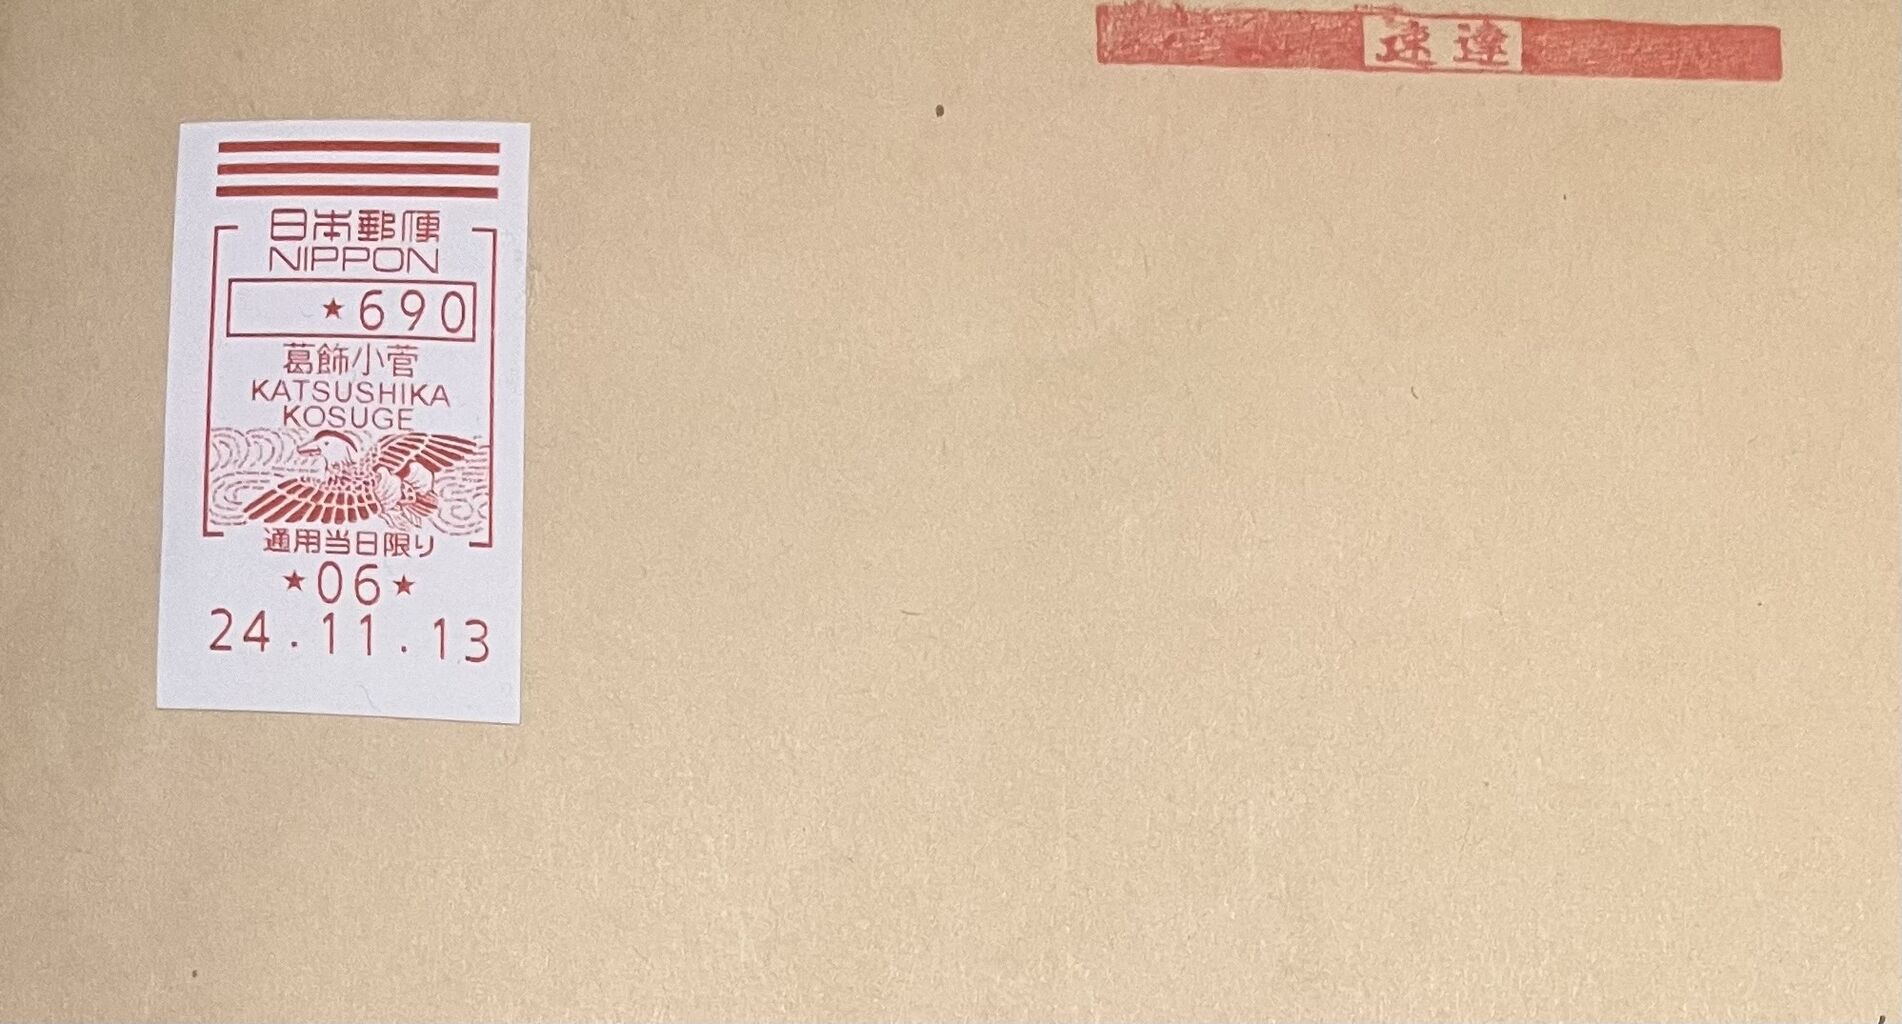 速達
日本郵便
NIPPON
★690
葛飾小菅
KATSUSHIKA
KOSUGE
通用当日限り
★06★
24.11.13